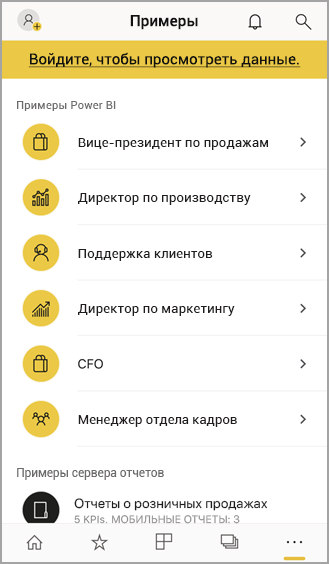 Примеры
Войдите, чтобы просмотреть данные.
Примеры Power BI
Вице-президент по продажам
Директор по производству
Поддержка клиентов
Директор по маркетингу
CFO
Менеджер отдела кадров
Примеры сервера отчетов
Отчеты о розничных продажах
5 KPIs, МОБИЛЬНЫЕ ОТЧЕТЫ: 3